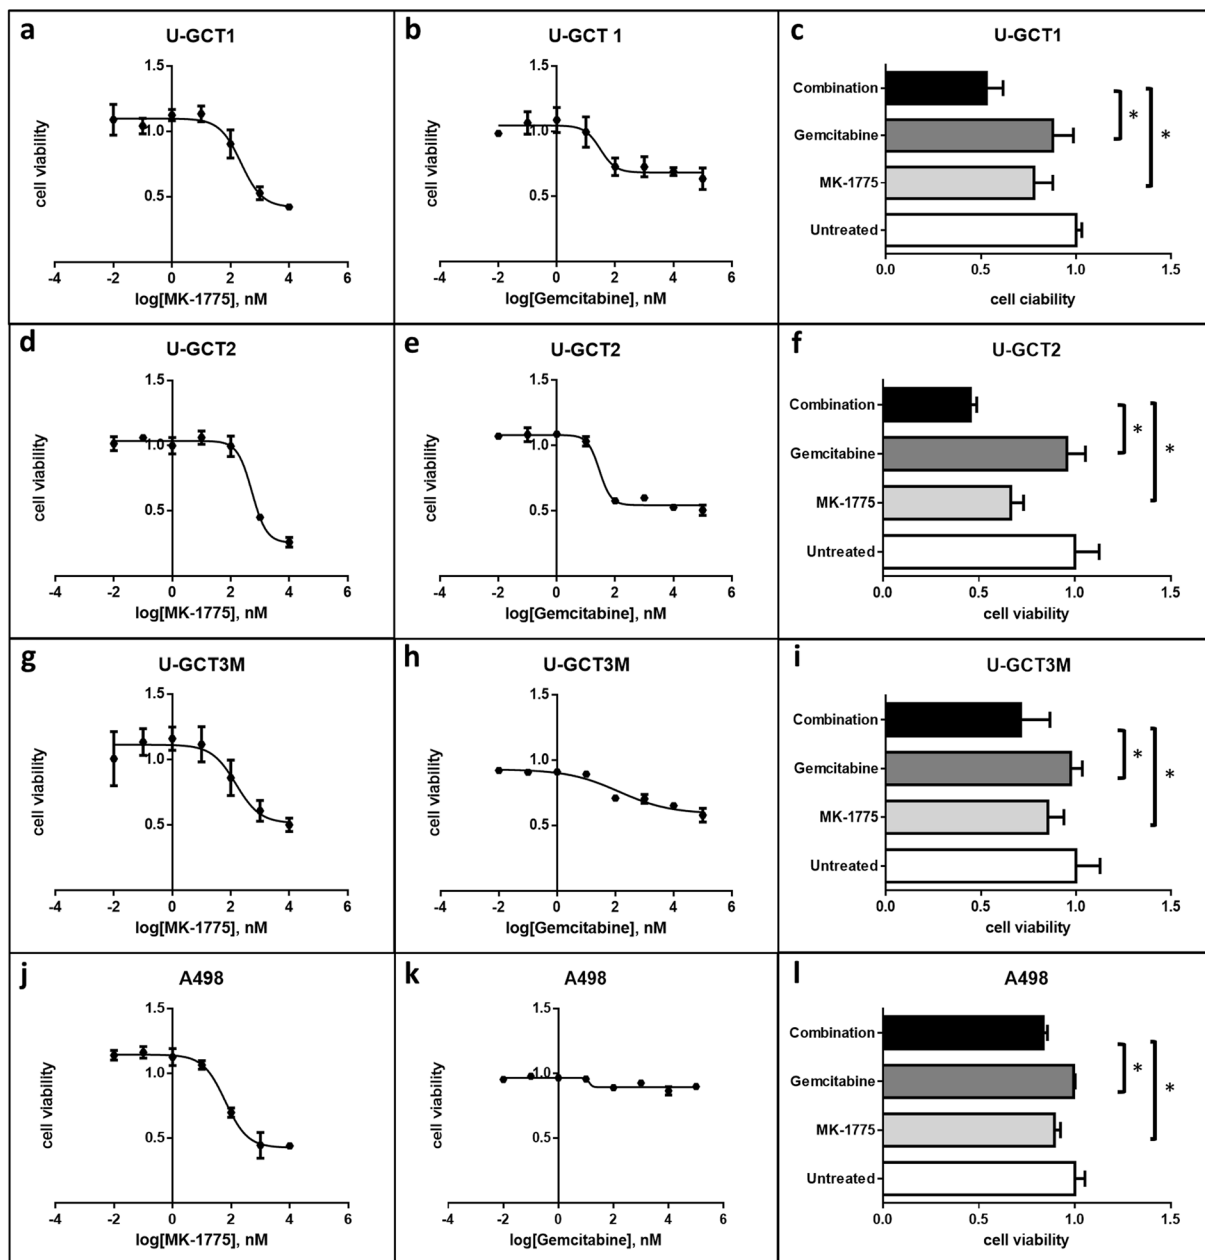 a
U-GCT1
1.5
1.0
0.5
cell viability
-4 -2 0 2 4 6
log[MK-1775], nM
b
U-GCT 1
1.5
1.0
0.5
cell viability
-4 -2 0 2 4 6
log[Gemcitabine], nM
c
U-GCT1
Combination
Gemcitabine
MK-1775
Untreated
*
*
0.0 0.5 1.0 1.5
cell ciability
d
U-GCT2
1.5
1.0
0.5
cell viability
-4 -2 0 2 4 6
log[MK-1775], nM
e
U-GCT2
1.5
1.0
0.5
cell viability
-4 -2 0 2 4 6
log[Gemcitabine], nM
f
U-GCT2
Combination
Gemcitabine
MK-1775
Untreated
*
*
0.0 0.5 1.0 1.5
cell viability
g
U-GCT3M
1.5
1.0
0.5
cell viability
-4 -2 0 2 4 6
log[MK-1775], nM
h
U-GCT3M
1.5
1.0
0.5
cell viability
-4 -2 0 2 4 6
log[Gemcitabine], nM
i
U-GCT3M
Combination
Gemcitabine
MK-1775
Untreated
*
*
0.0 0.5 1.0 1.5
cell viability
j
A498
1.5
1.0
0.5
cell viability
-4 -2 0 2 4 6
log[MK-1775], nM
k
A498
1.5
1.0
0.5
cell viability
-4 -2 0 2 4 6
log[Gemcitabine], nM
l
A498
Combination
Gemcitabine
MK-1775
Untreated
*
*
0.0 0.5 1.0 1.5
cell viability